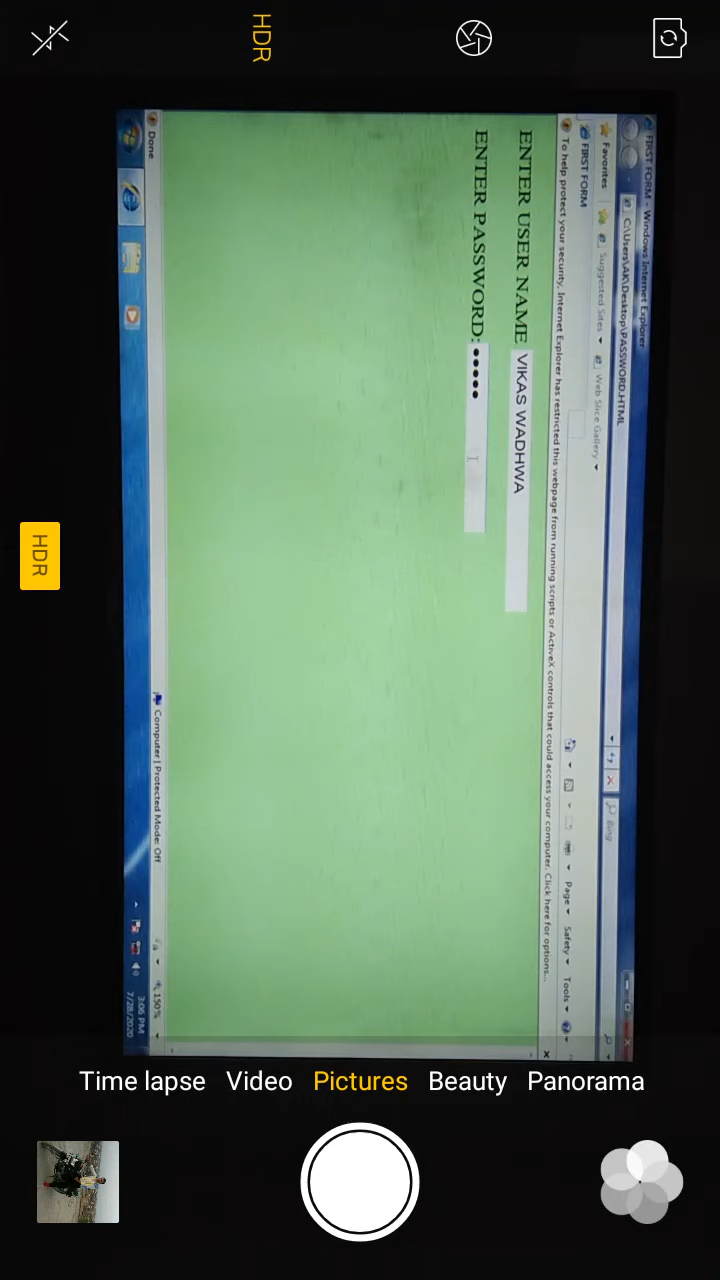 HDR
FIRST FORM - Windows Internet Explorer
C:\Users\AK\Desktop\PASSWORD.HTML
Bing
Favorites
Suggested Sites
Web Slice Gallery
FIRST FORM
Page
Safety
Tools
To help protect your security, Internet Explorer has restricted this webpage from running scripts or ActiveX controls that could access your computer. Click here for options...
ENTER USER NAME VIKAS WADHWA
ENTER PASSWORD: •••••
Done
Computer | Protected Mode: Off
150%
3:06 PM
7/28/2020
HDR
Time lapse Video Pictures Beauty Panorama